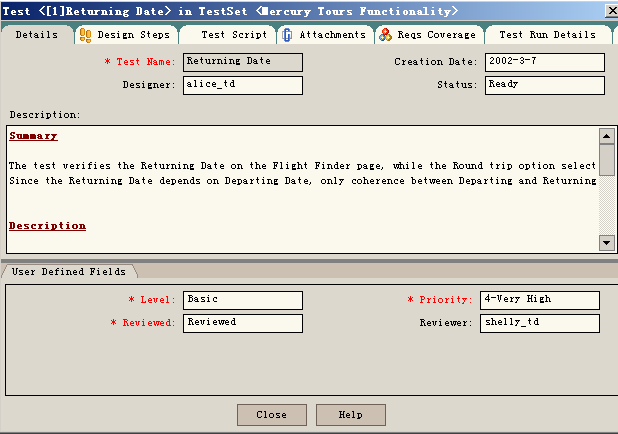 Test <[1]Returning Date> in TestSet <Mercury Tours Functionality>
Details Design Steps Test Script Attachments Reqs Coverage Test Run Details
* Test Name: Returning Date Creation Date: 2002-3-7
Designer: alice_td Status: Ready
Description:
Summary
The test verifies the Returning Date on the Flight Finder page, while the Round trip option select
Since the Returning Date depends on Departing Date, only coherence between Departing and Returning
Description
User Defined Fields
* Level: Basic * Priority: 4-Very High
* Reviewed: Reviewed Reviewer: shelly_td
Close Help